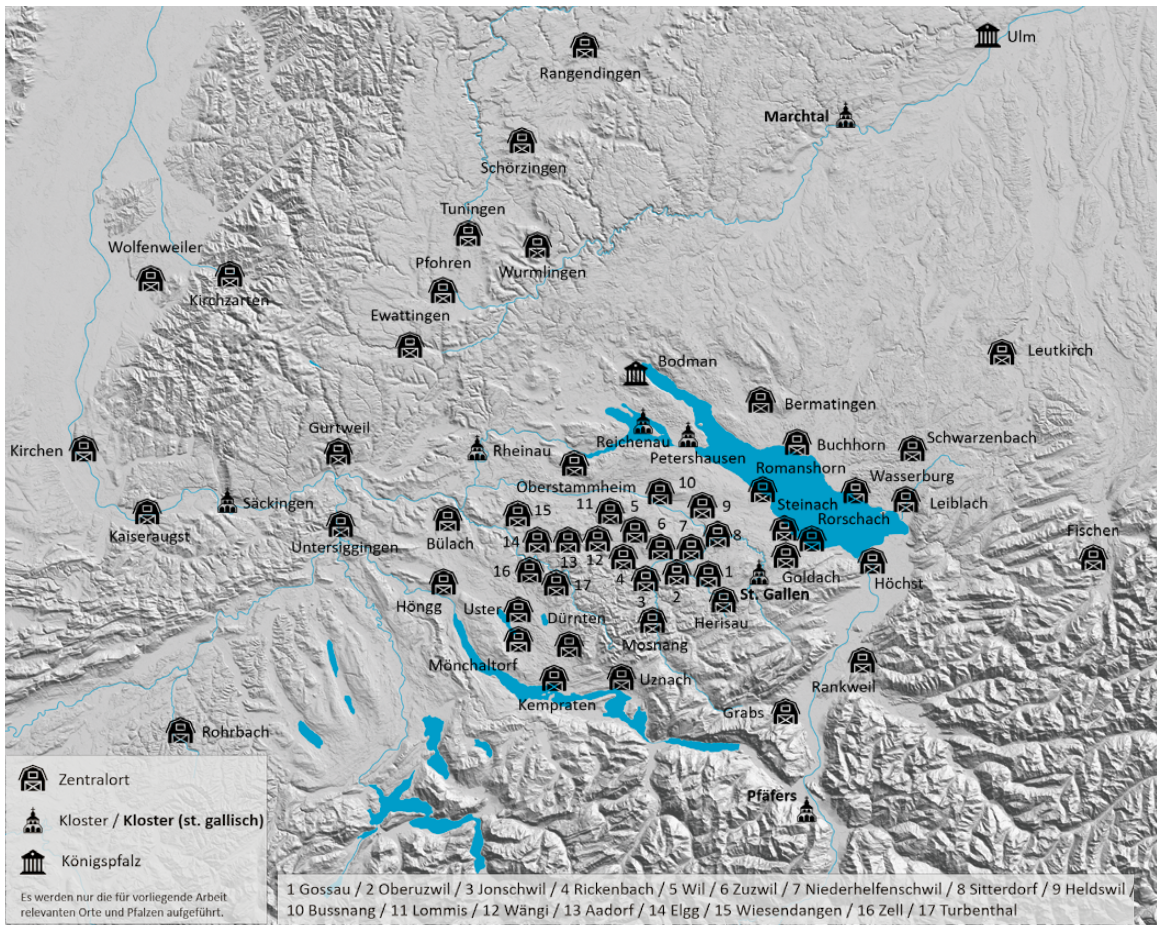 Ulm
Rangendingen
Marchtal
Schörzingen
Tuningen
Wolfenweiler
Wurmlingen
Pfohren
Kirchzarten
Ewattingen
Leutkirch
Bodman
Bermatingen
Gurtweil
Kirchen
Rheinau
Reichenau
Buchhorn
Schwarzenbach
Petershausen
Romanshorn
Wasserburg
Oberstammheim
10
Säckingen
Steinach
Leiblach
11
5
9
15
Rorschach
Kaiseraugst
6
7
8
Fischen
Untersiggingen
Bülach
14
13
12
Goldach
Höchst
16
4
1
17
St. Gallen
Höngg
3
2
Uster
Herisau
Dürnten
Mosnang
Mönchaltorf
Rankweil
Uznach
Kempraten
Grabs
Rohrbach
Zentralort
Pfäfers
Kloster / Kloster (st. gallisch)
Königspfalz
Es werden nur die für vorliegende Arbeit
relevanten Orte und Pfalzen aufgeführt.
1 Gossau / 2 Oberuzwil / 3 Jonschwil / 4 Rickenbach / 5 Wil / 6 Zuzwil / 7 Niederhelfenschwil / 8 Sitterdorf / 9 Heldswil /
10 Bussnang / 11 Lommis / 12 Wängi / 13 Aadorf / 14 Elgg / 15 Wiesendangen / 16 Zell / 17 Turbenthal